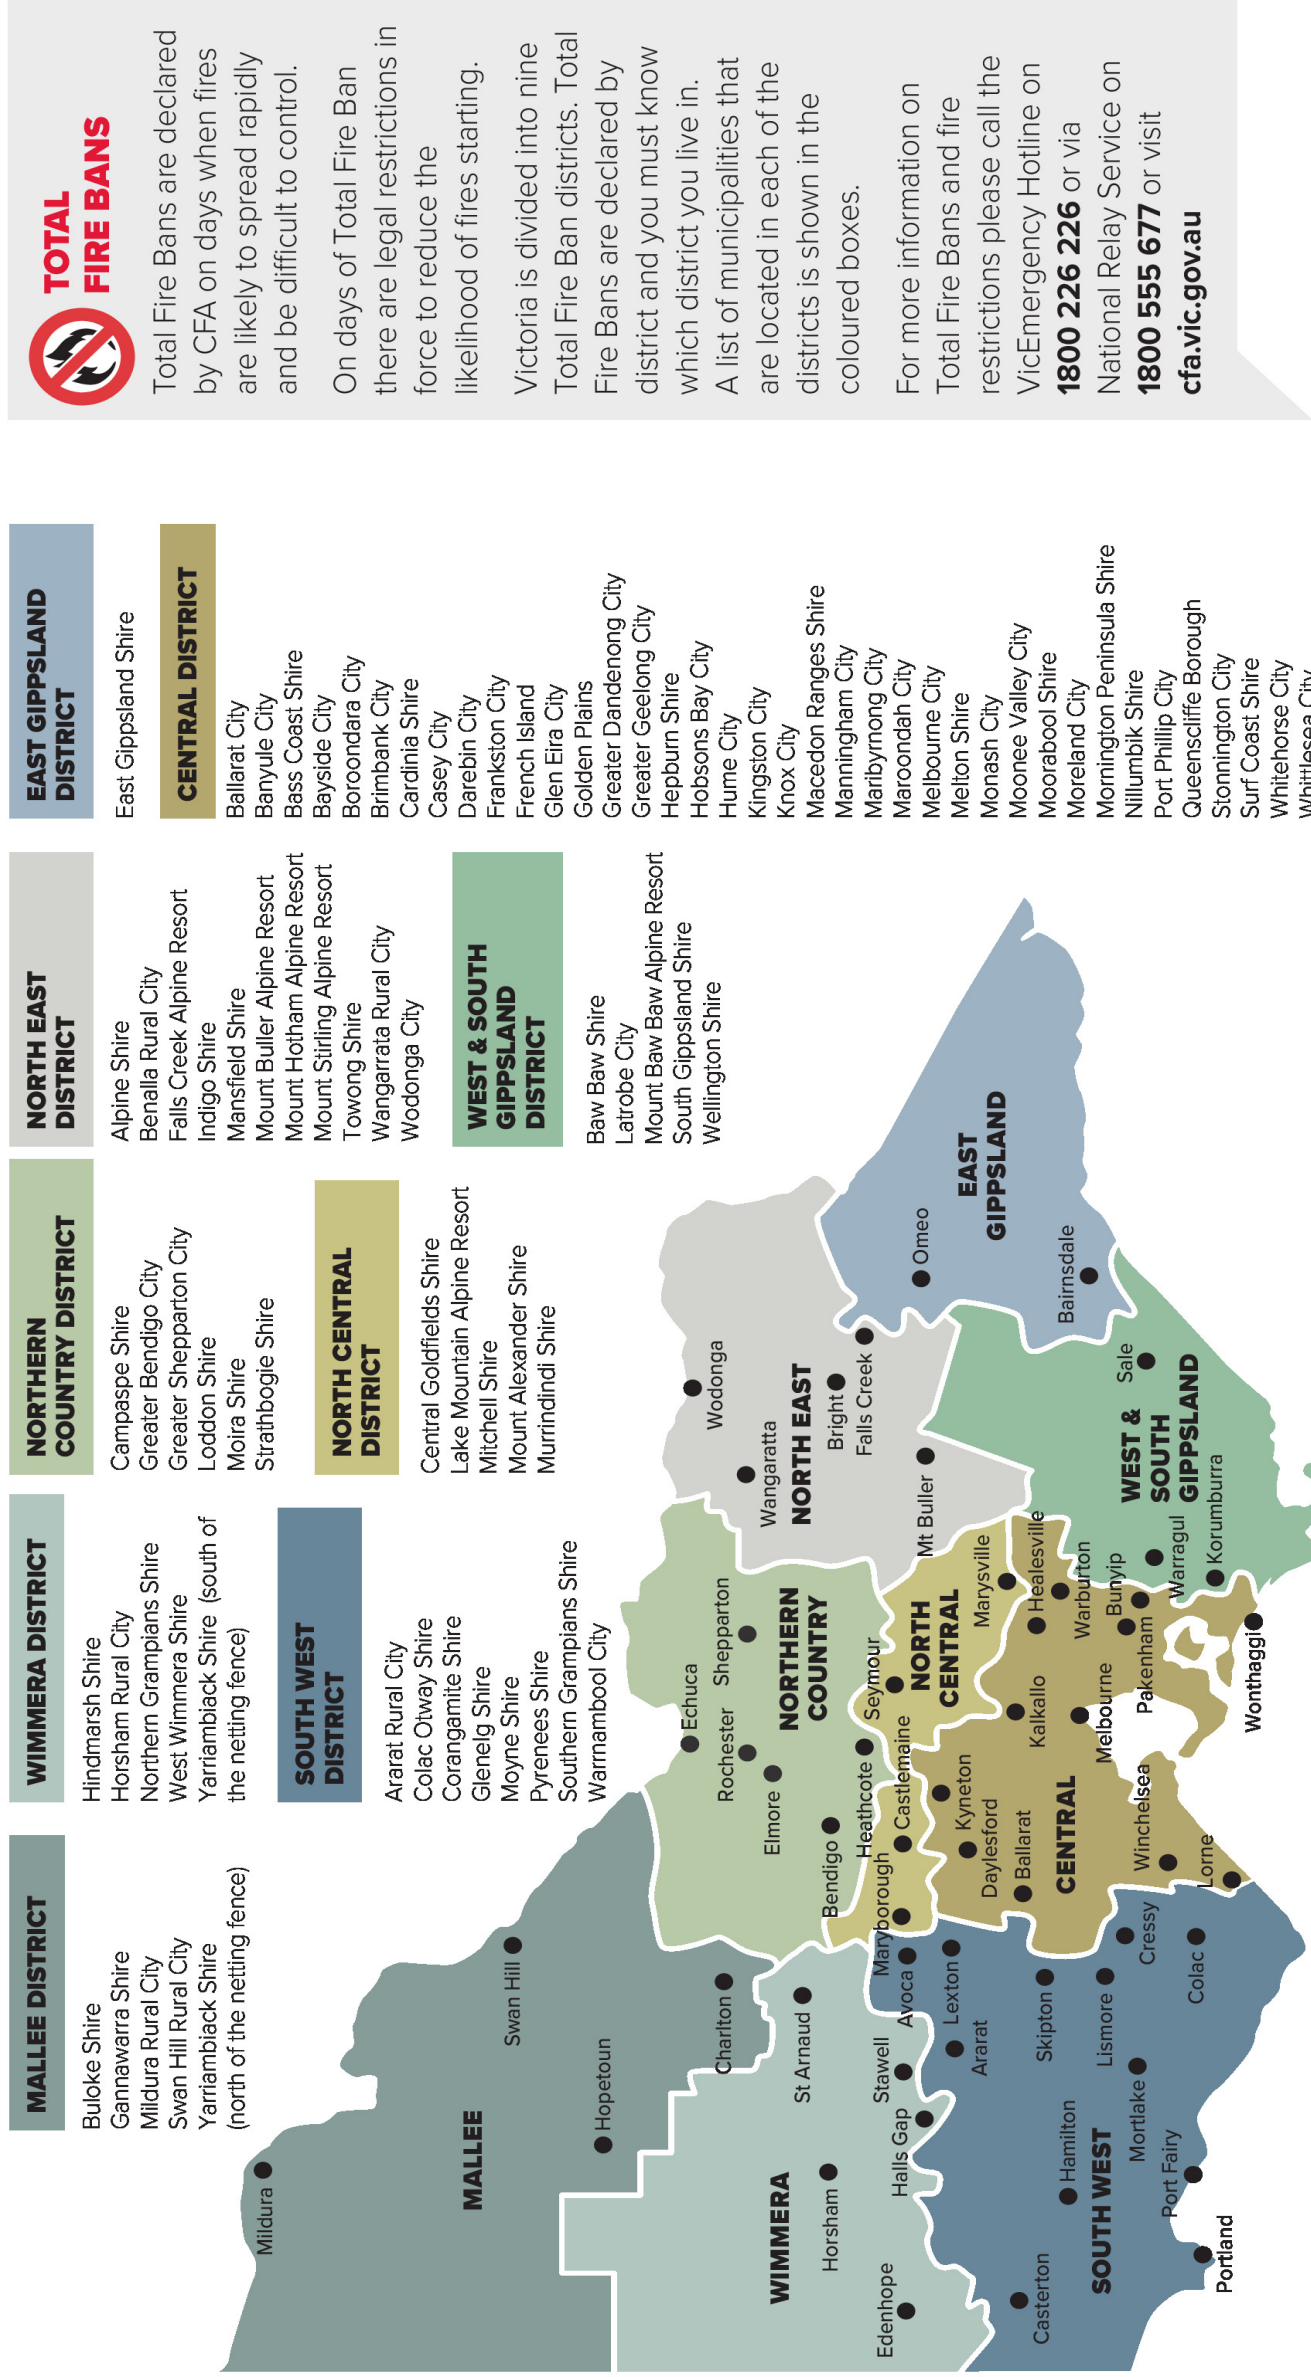 MALLEE DISTRICT
Buloke Shire
Gannawarra Shire
Mildura Rural City
Swan Hill Rural City
Yarriambiack Shire
(north of the netting fence)
WIMMERA DISTRICT
Hindmarsh Shire
Horsham Rural City
Northern Grampians Shire
West Wimmera Shire
Yarriambiack Shire (south of
the netting fence)
SOUTH WEST
DISTRICT
Ararat Rural City
Colac Otway Shire
Corangamite Shire
Glenelg Shire
Moyne Shire
Pyrenees Shire
Southern Grampians Shire
Warrnambool City
NORTHERN
COUNTRY DISTRICT
Campaspe Shire
Greater Bendigo City
Greater Shepparton City
Loddon Shire
Moira Shire
Strathbogie Shire
NORTH CENTRAL
DISTRICT
Central Goldfields Shire
Lake Mountain Alpine Resort
Mitchell Shire
Mount Alexander Shire
Murrindindi Shire
NORTH EAST
DISTRICT
Alpine Shire
Benalla Rural City
Falls Creek Alpine Resort
Indigo Shire
Mansfield Shire
Mount Buller Alpine Resort
Mount Hotham Alpine Resort
Mount Stirling Alpine Resort
Towong Shire
Wangarrata Rural City
Wodonga City
WEST & SOUTH
GIPPSLAND
DISTRICT
Baw Baw Shire
Latrobe City
Mount Baw Baw Alpine Resort
South Gippsland Shire
Wellington Shire
EAST GIPPSLAND
DISTRICT
East Gippsland Shire
CENTRAL DISTRICT
Ballarat City
Banyule City
Bass Coast Shire
Bayside City
Boroondara City
Brimbank City
Cardinia Shire
Casey City
Darebin City
Frankston City
French Island
Glen Eira City
Golden Plains
Greater Dandenong City
Greater Geelong City
Hepburn Shire
Hobsons Bay City
Hume City
Kingston City
Knox City
Macedon Ranges Shire
Manningham City
Maribyrnong City
Maroondah City
Melbourne City
Melton Shire
Monash City
Moonee Valley City
Moorabool Shire
Moreland City
Mornington Peninsula Shire
Nillumbik Shire
Port Phillip City
Queenscliffe Borough
Stonnington City
Surf Coast Shire
Whitehorse City
Whittlesea City
TOTAL
FIRE BANS
Total Fire Bans are declared
by CFA on days when fires
are likely to spread rapidly
and be difficult to control.
On days of Total Fire Ban
there are legal restrictions in
force to reduce the
likelihood of fires starting.
Victoria is divided into nine
Total Fire Ban districts. Total
Fire Bans are declared by
district and you must know
which district you live in.
A list of municipalities that
are located in each of the
districts is shown in the
coloured boxes.
For more information on
Total Fire Bans and fire
restrictions please call the
VicEmergency Hotline on
1800 226 226 or via
National Relay Service on
1800 555 677 or visit
cfa.vic.gov.au
Mildura
MALLEE
Swan Hill
Hopetoun
Charlton
WIMMERA
St Arnaud
Horsham
Stawell
Halls Gap
Edenhope
SOUTH WEST
Avoca
Lexton
Ararat
Skipton
Lismore
Cressy
Colac
Hamilton
Mortlake
Port Fairy
Casterton
Portland
NORTHERN
COUNTRY
Echuca
Rochester
Shepparton
Elmore
Bendigo
Heathcote
NORTH
CENTRAL
Seymour
Castlemaine
Maryborough
Marysville
CENTRAL
Kyneton
Daylesford
Ballarat
Kalkallo
Melbourne
Healesville
Warburton
Bunyip
Pakenham
Winchelsea
Lorne
Wonthaggi
NORTH EAST
Wodonga
Wangaratta
Bright
Falls Creek
Mt Buller
WEST &
SOUTH
GIPPSLAND
Sale
Warragul
Korumburra
EAST
GIPPSLAND
Omeo
Bairnsdale